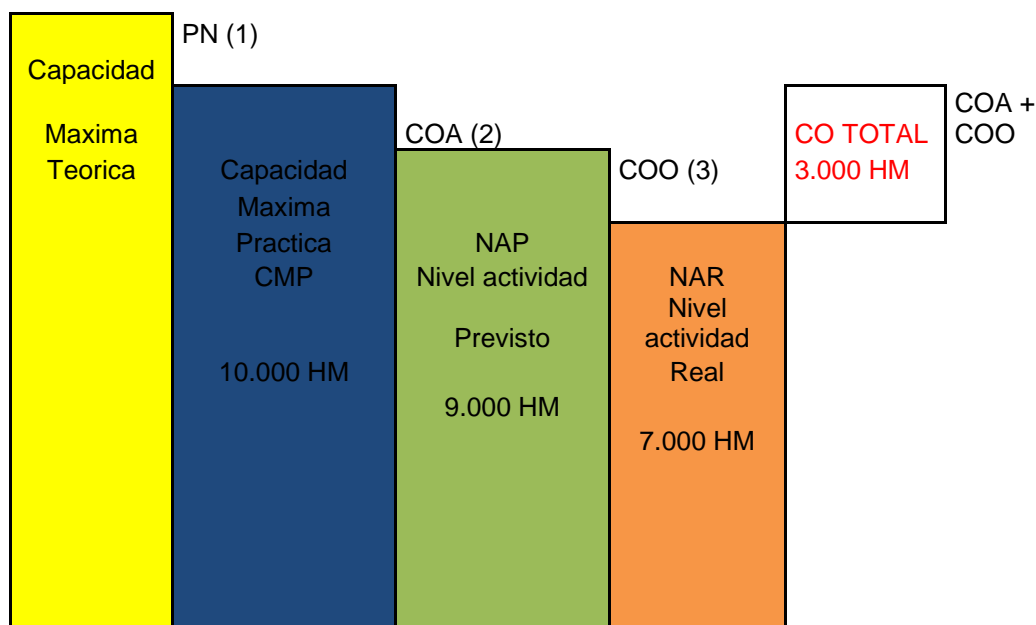 PN (1)
Capacidad
Maxima
Teorica
Capacidad
Maxima
Practica
CMP
10.000 HM
COA (2)
NAP
Nivel actividad
Previsto
9.000 HM
COO (3)
NAR
Nivel
actividad
Real
7.000 HM
CO TOTAL
3.000 HM
COA +
COO